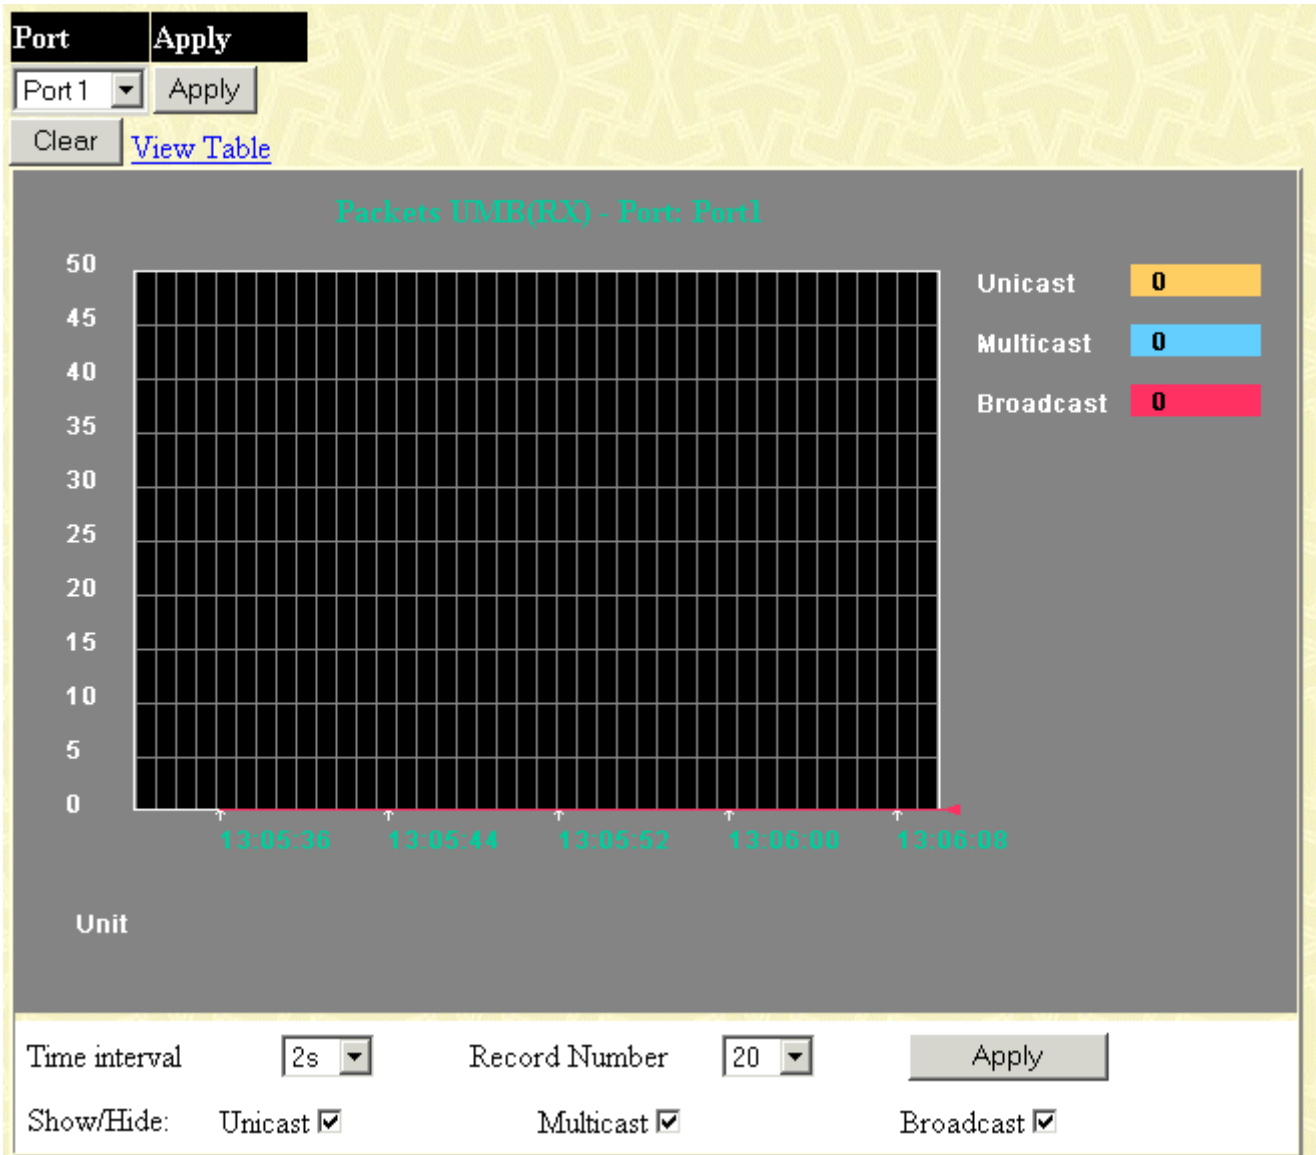 Port Apply
Port1 Apply
Clear View Table
Packets UMB(RX) - Port: Port1
50
45
40
35
30
25
20
15
10
5
0
Unicast 0
Multicast 0
Broadcast 0
13:05:36 13:05:44 13:05:52 13:06:00 13:06:08
Unit
Time interval 2s Record Number 20 Apply
Show/Hide: Unicast Multicast Broadcast